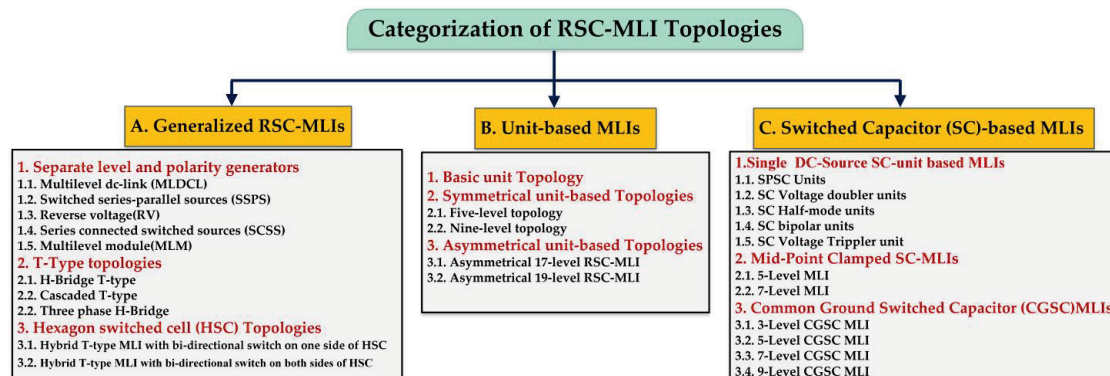 Categorization of RSC-MLI Topologies
A. Generalized RSC-MLIs
1. Separate level and polarity generators
1.1. Multilevel dc-link (MLDCL)
1.2. Switched series-parallel sources (SSPS)
1.3. Reverse voltage(RV)
1.4. Series connected switched sources (SCSS)
1.5. Multilevel module(MLM)
2. T-Type topologies
2.1. H-Bridge T-type
2.2. Cascaded T-type
2.2. Three phase H-Bridge
3. Hexagon switched cell (HSC) Topologies
3.1. Hybrid T-type MLI with bi-directional switch on one side of HSC
3.2. Hybrid T-type MLI with bi-directional switch on both sides of HSC
B. Unit-based MLIs
1. Basic unit Topology
2. Symmetrical unit-based Topologies
2.1. Five-level topology
2.2. Nine-level topology
3. Asymmetrical unit-based Topologies
3.1. Asymmetrical 17-level RSC-MLI
3.2. Asymmetrical 19-level RSC-MLI
C. Switched Capacitor (SC)-based MLIs
1.Single DC-Source SC-unit based MLIs
1.1. SPSC Units
1.2. SC Voltage doubler units
1.3. SC Half-mode units
1.4. SC bipolar units
1.5. SC Voltage Trippler unit
2. Mid-Point Clamped SC-MLIs
2.1. 5-Level MLI
2.2. 7-Level MLI
3. Common Ground Switched Capacitor (CGSC)MLIs
3.1. 3-Level CGSC MLI
3.2. 5-Level CGSC MLI
3.3. 7-Level CGSC MLI
3.4. 9-Level CGSC MLI